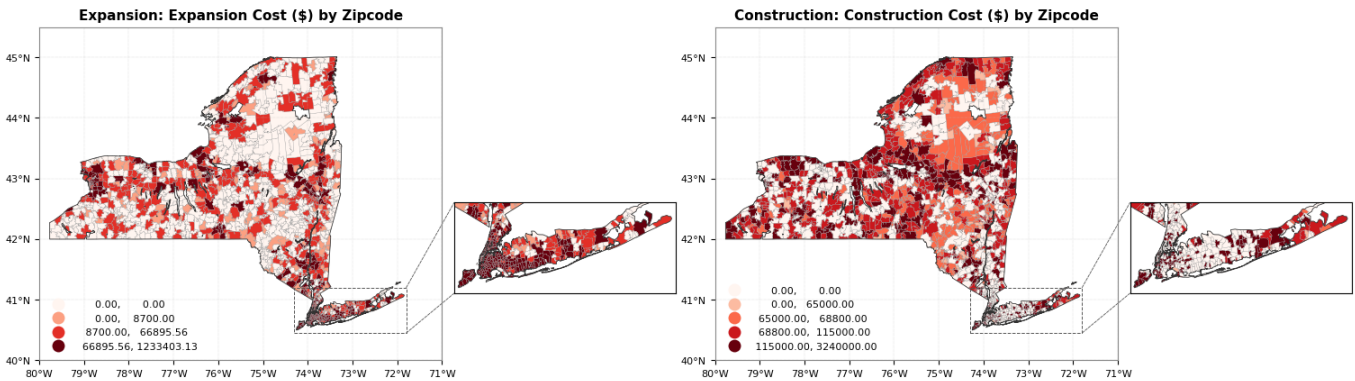 Expansion: Expansion Cost ($) by Zipcode
45°N
44°N
43°N
42°N
41°N
40°N
0.00, 0.00
0.00, 8700.00
8700.00, 66895.56
66895.56, 1233403.13
80°W 79°W 78°W 77°W 76°W 75°W 74°W 73°W 72°W 71°W
Construction: Construction Cost ($) by Zipcode
45°N
44°N
43°N
42°N
41°N
40°N
0.00, 0.00
0.00, 65000.00
65000.00, 68800.00
68800.00, 115000.00
115000.00, 3240000.00
80°W 79°W 78°W 77°W 76°W 75°W 74°W 73°W 72°W 71°W